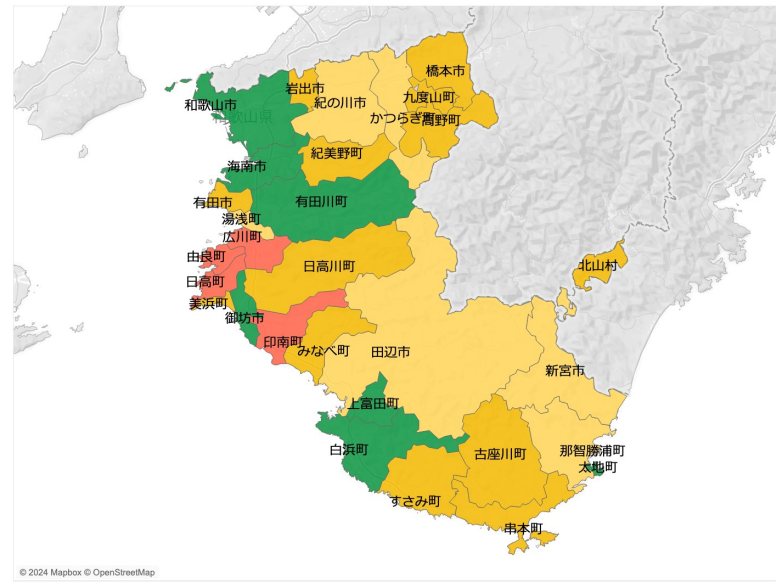 橋本市
岩出市
九度山町
和歌山市
紀の川市
和歌山県
かつらぎ町
高野町
紀美野町
海南市
有田市
有田川町
湯浅町
広川町
由良町
日高川町
北山村
日高町
美浜町
御坊市
印南町
みなべ町
田辺市
新宮市
上富田町
白浜町
古座川町
那智勝浦町
太地町
すさみ町
串本町
© 2024 Mapbox © OpenStreetMap